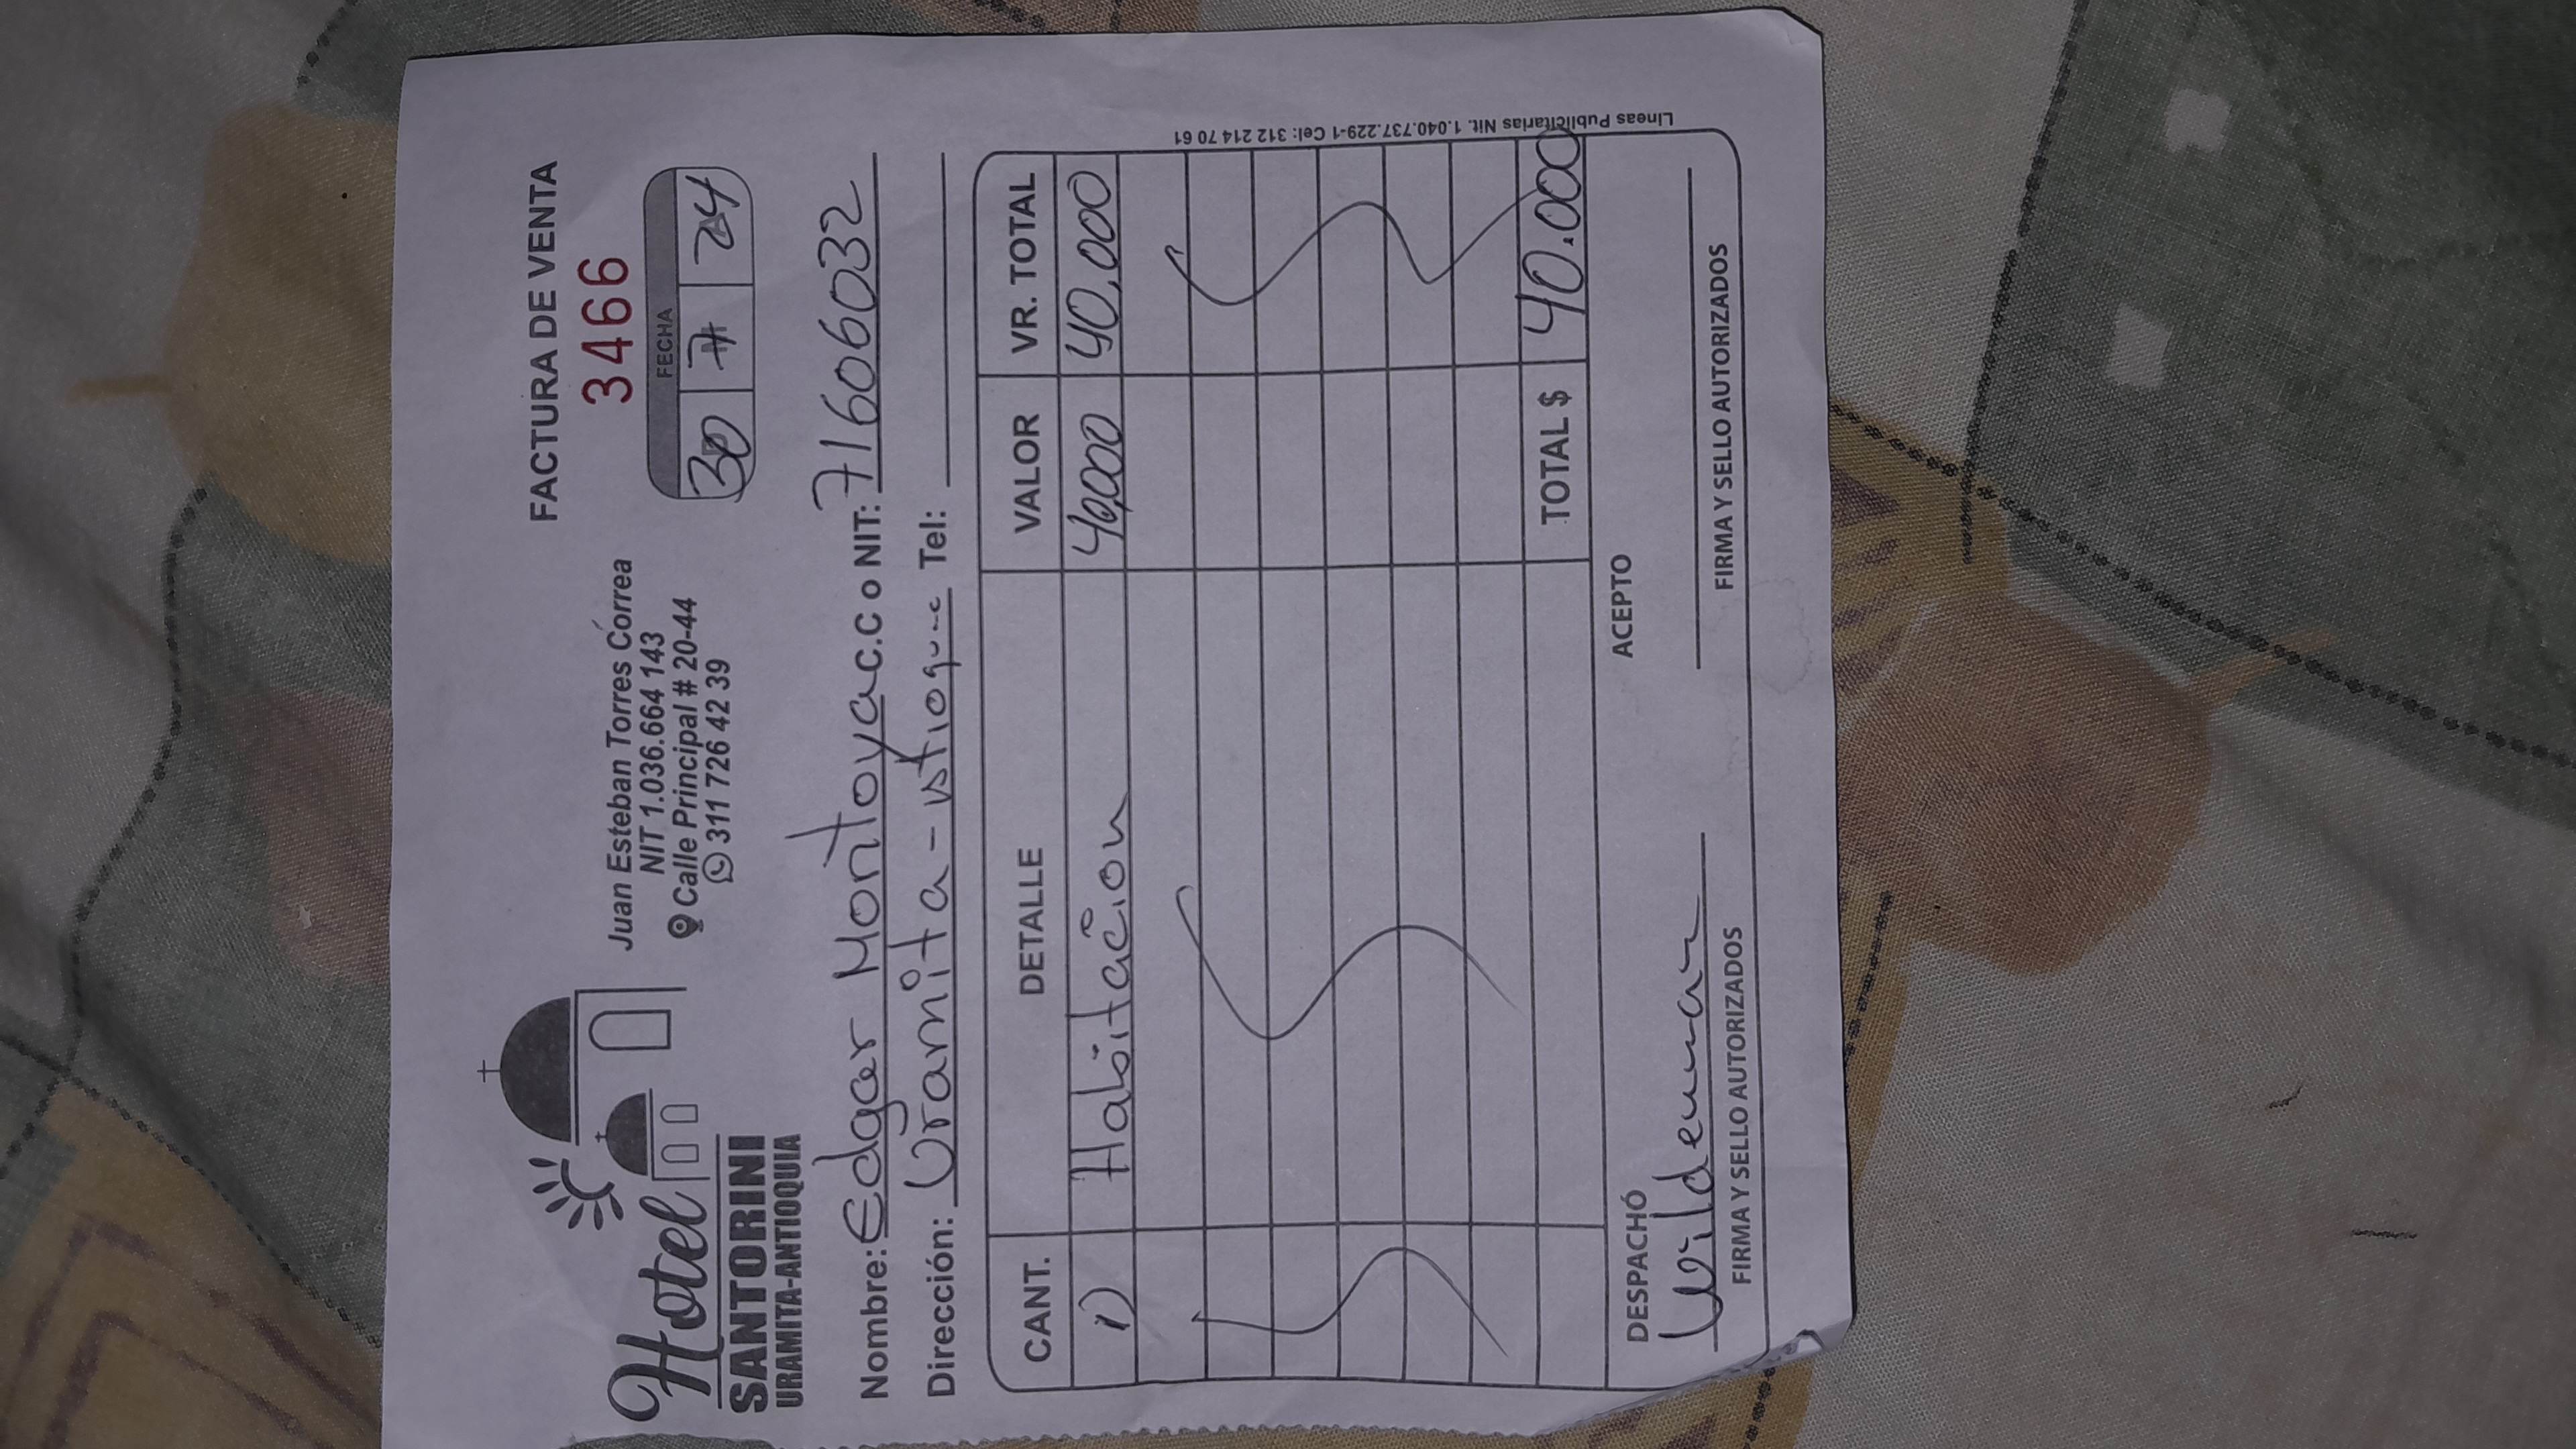 Hotel
SANTORINI
URAMITA-ANTIOQUIA
Juan Esteban Torres Correa
NIT 1.036.664 143
Calle Principal # 20-44
311 726 42 39
FACTURA DE VENTA
3466
FECHA
30 7 24
Nombre: Edgar Montoya C.C o NIT: 71606032
Dirección: Uramita - Tel:
CANT. DETALLE VALOR VR. TOTAL
1) Habitación 40,000 40.000
TOTAL $ 40.000
DESPACHÓ ACEPTO
Wildemar
FIRMA Y SELLO AUTORIZADOS FIRMA Y SELLO AUTORIZADOS
Lineas Publicitarias Nit. 1.040.737.229-1 Cel: 312 214 70 61